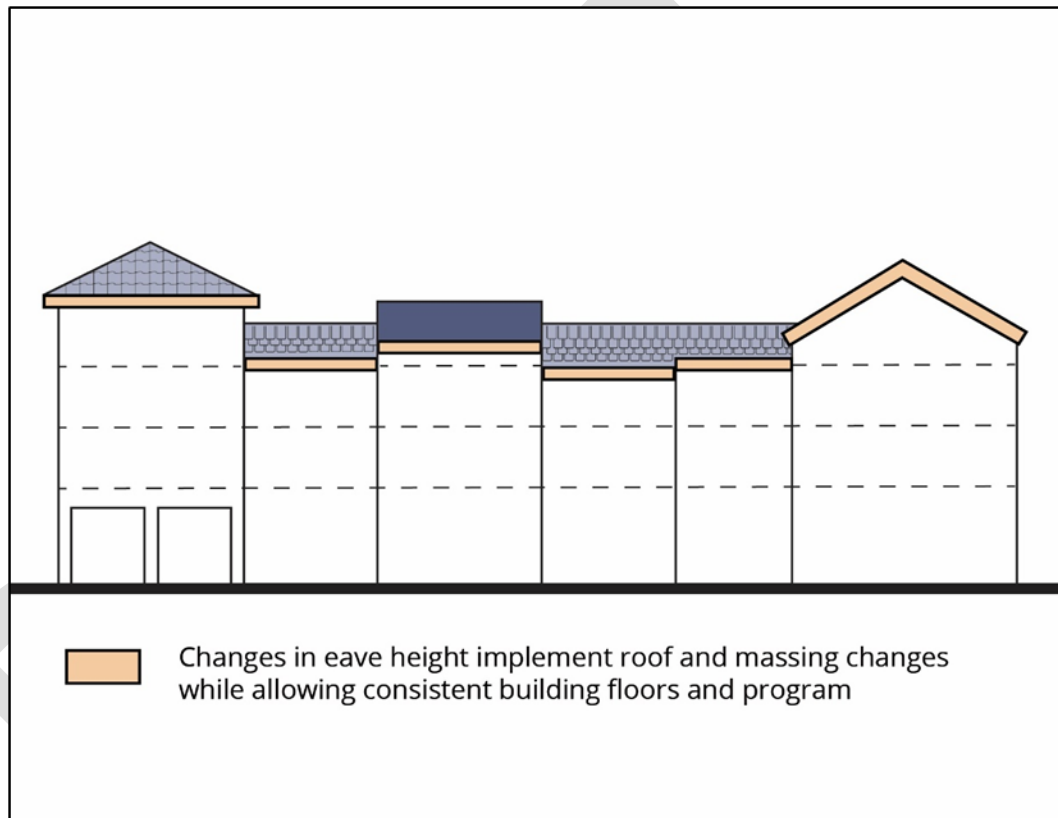 Changes in eave height implement roof and massing changes
while allowing consistent building floors and program